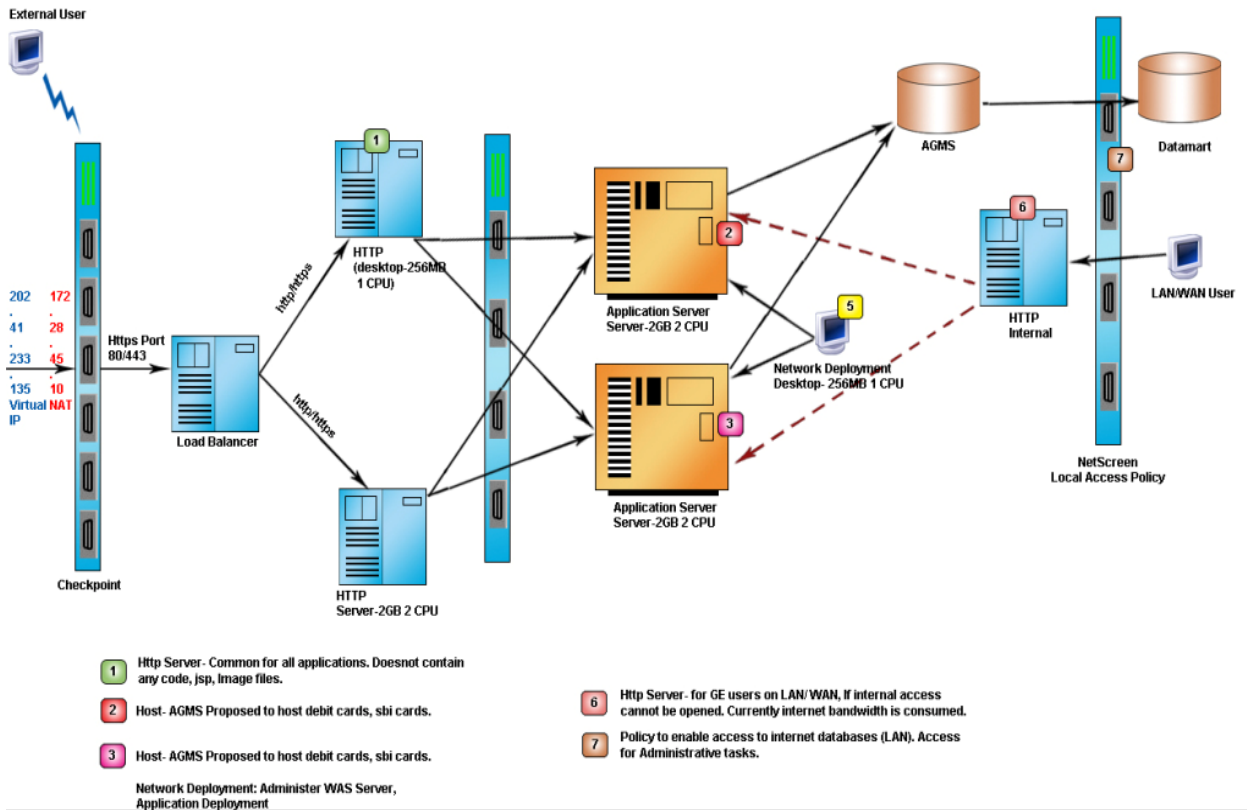 External User
1
HTTP
(desktop-256MB
1 CPU)
http/https
202
.
41
.
233
.
135
Virtual
IP
172
.
28
.
45
.
10
NAT
Https Port
80/443
Load Balancer
http/https
Checkpoint
HTTP
Server-2GB 2 CPU
2
Application Server
Server-2GB 2 CPU
3
Application Server
Server-2GB 2 CPU
5
Network Deployment
Desktop- 256MB 1 CPU
AGMS
Datamart
7
6
HTTP
Internal
LAN/WAN User
NetScreen
Local Access Policy
1
Http Server- Common for all applications. Doesnot contain
any code, jsp, Image files.
2
Host- AGMS Proposed to host debit cards, sbi cards.
3
Host- AGMS Proposed to host debit cards, sbi cards.
Network Deployment: Administer WAS Server,
Application Deployment
6
Http Server- for GE users on LAN/WAN, If internal access
cannot be opened. Currently internet bandwidth is consumed.
7
Policy to enable access to internet databases (LAN). Access
for Administrative tasks.